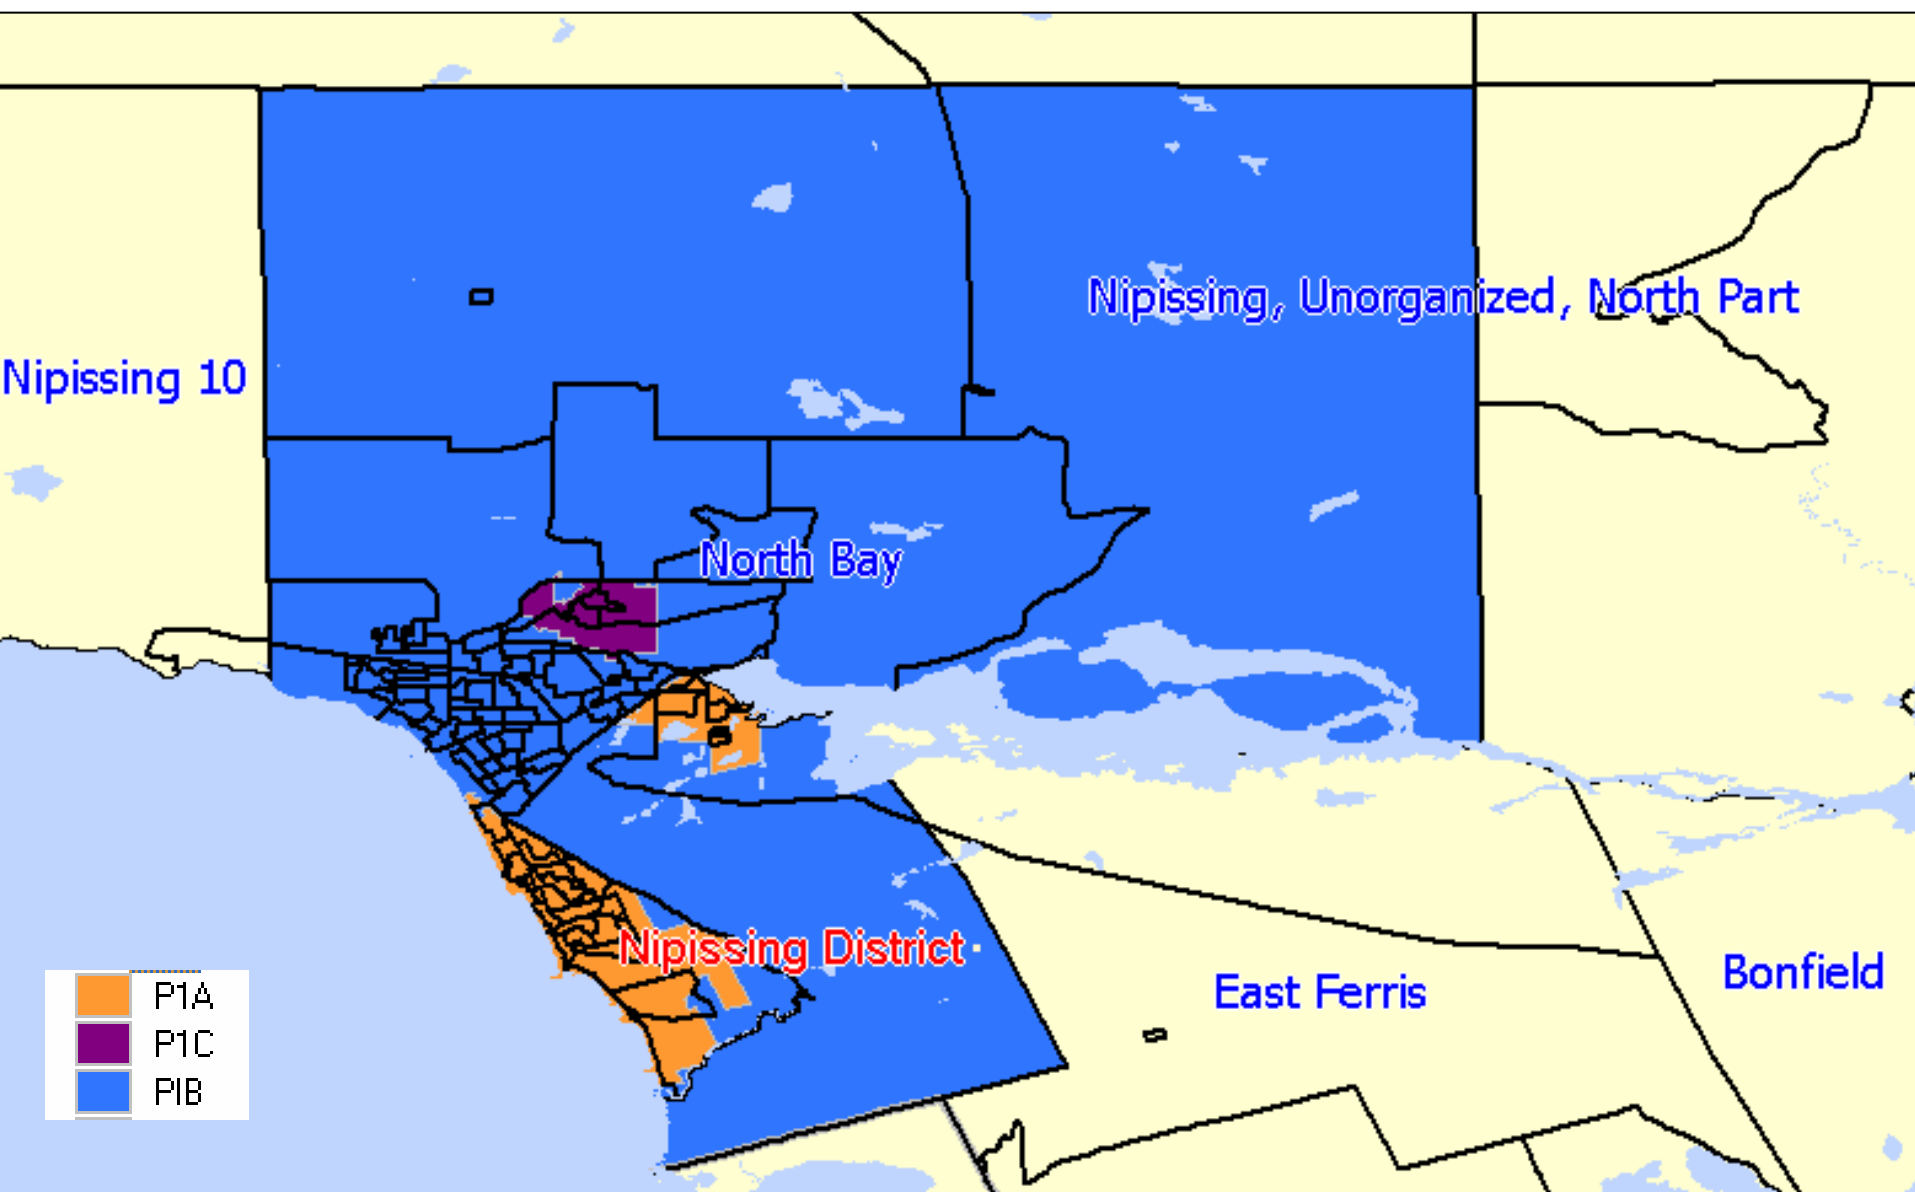 Nipissing, Unorganized, North Part
Nipissing 10
North Bay
Nipissing District
East Ferris
Bonfield
P1A
P1C
PIB